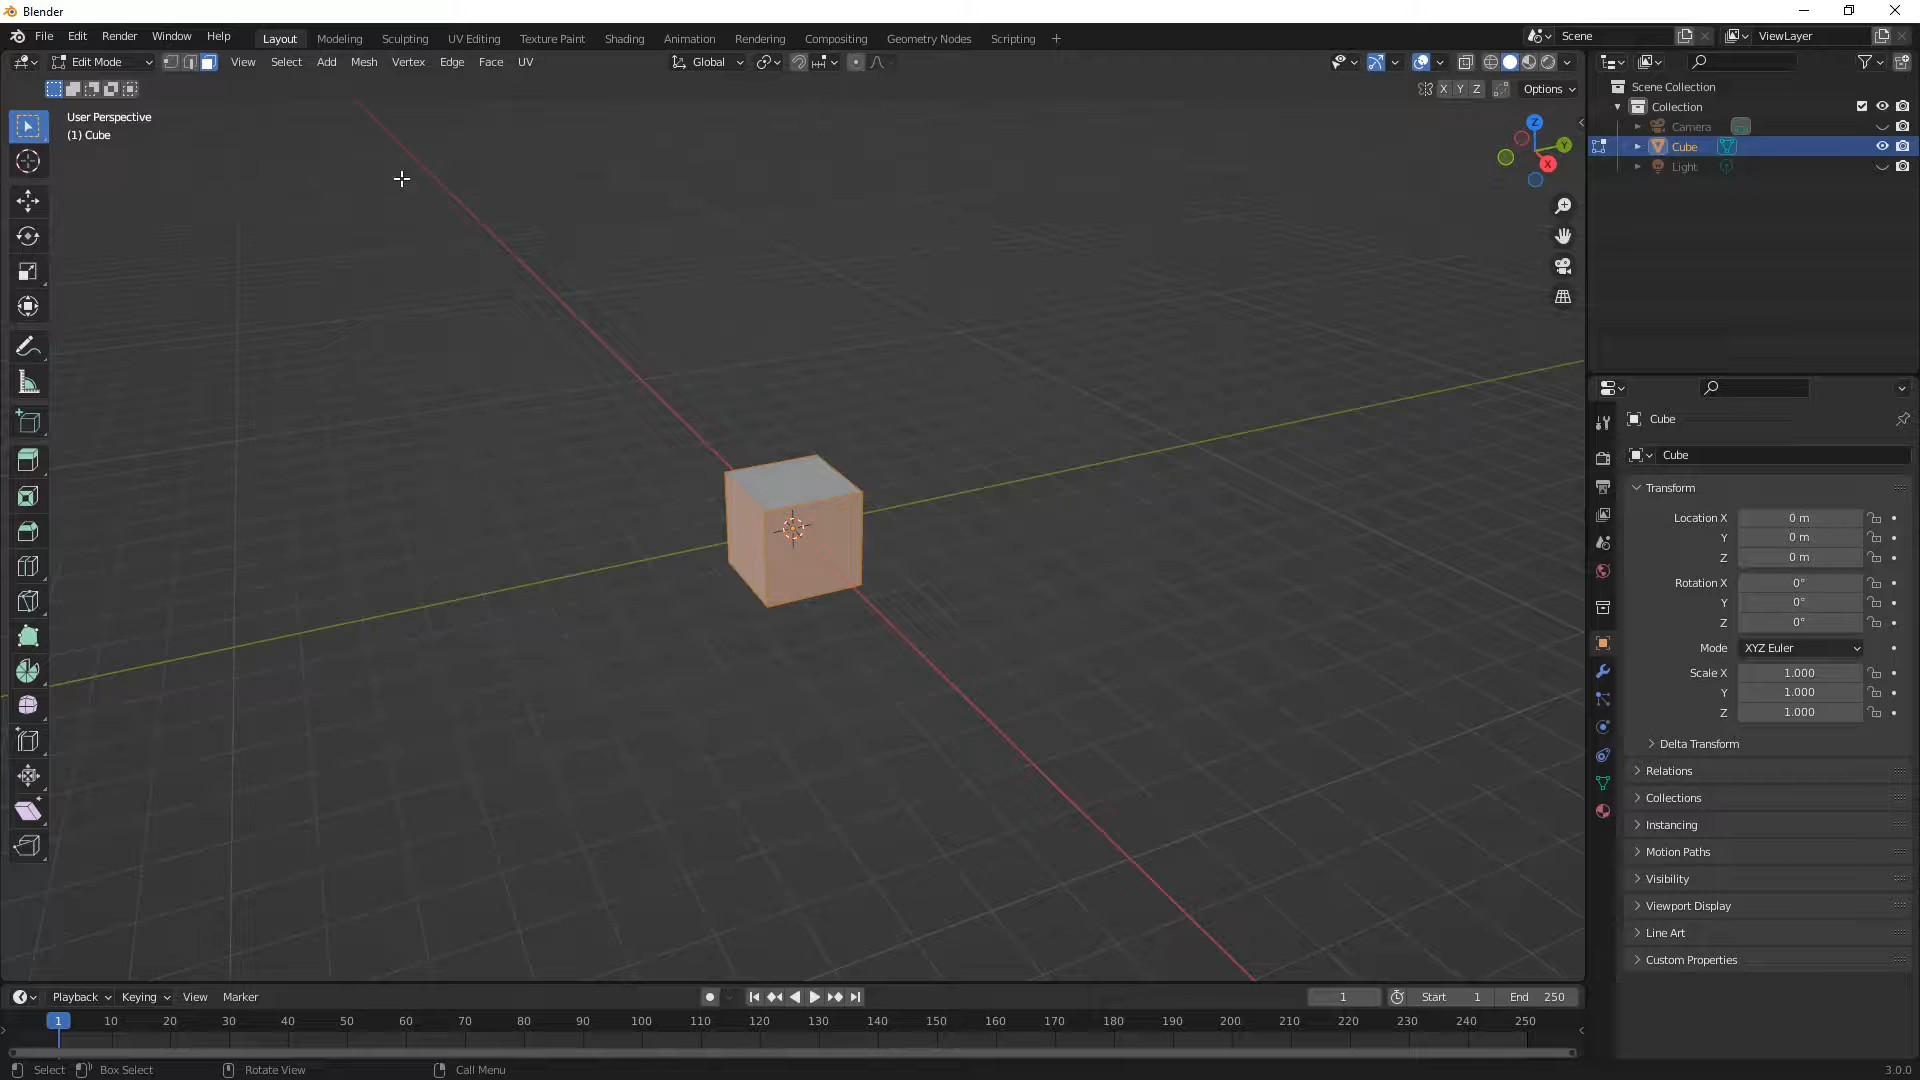 Blender
File Edit Render Window Help
Layout Modeling Sculpting UV Editing Texture Paint Shading Animation Rendering Compositing Geometry Nodes Scripting +
Scene ViewLayer
Edit Mode View Select Add Mesh Vertex Edge Face UV Global
X Y Z Options
User Perspective
(1) Cube
Z
Y
X
Scene Collection
Collection
Camera
Cube
Light
Cube
Cube
Transform
Location X 0 m
Y 0 m
Z 0 m
Rotation X 0°
Y 0°
Z 0°
Mode XYZ Euler
Scale X 1.000
Y 1.000
Z 1.000
Delta Transform
Relations
Collections
Instancing
Motion Paths
Visibility
Viewport Display
Line Art
Custom Properties
Playback Keying View Marker 1 Start 1 End 250
1 10 20 30 40 50 60 70 80 90 100 110 120 130 140 150 160 170 180 190 200 210 220 230 240 250
Select Box Select Rotate View Call Menu 3.0.0